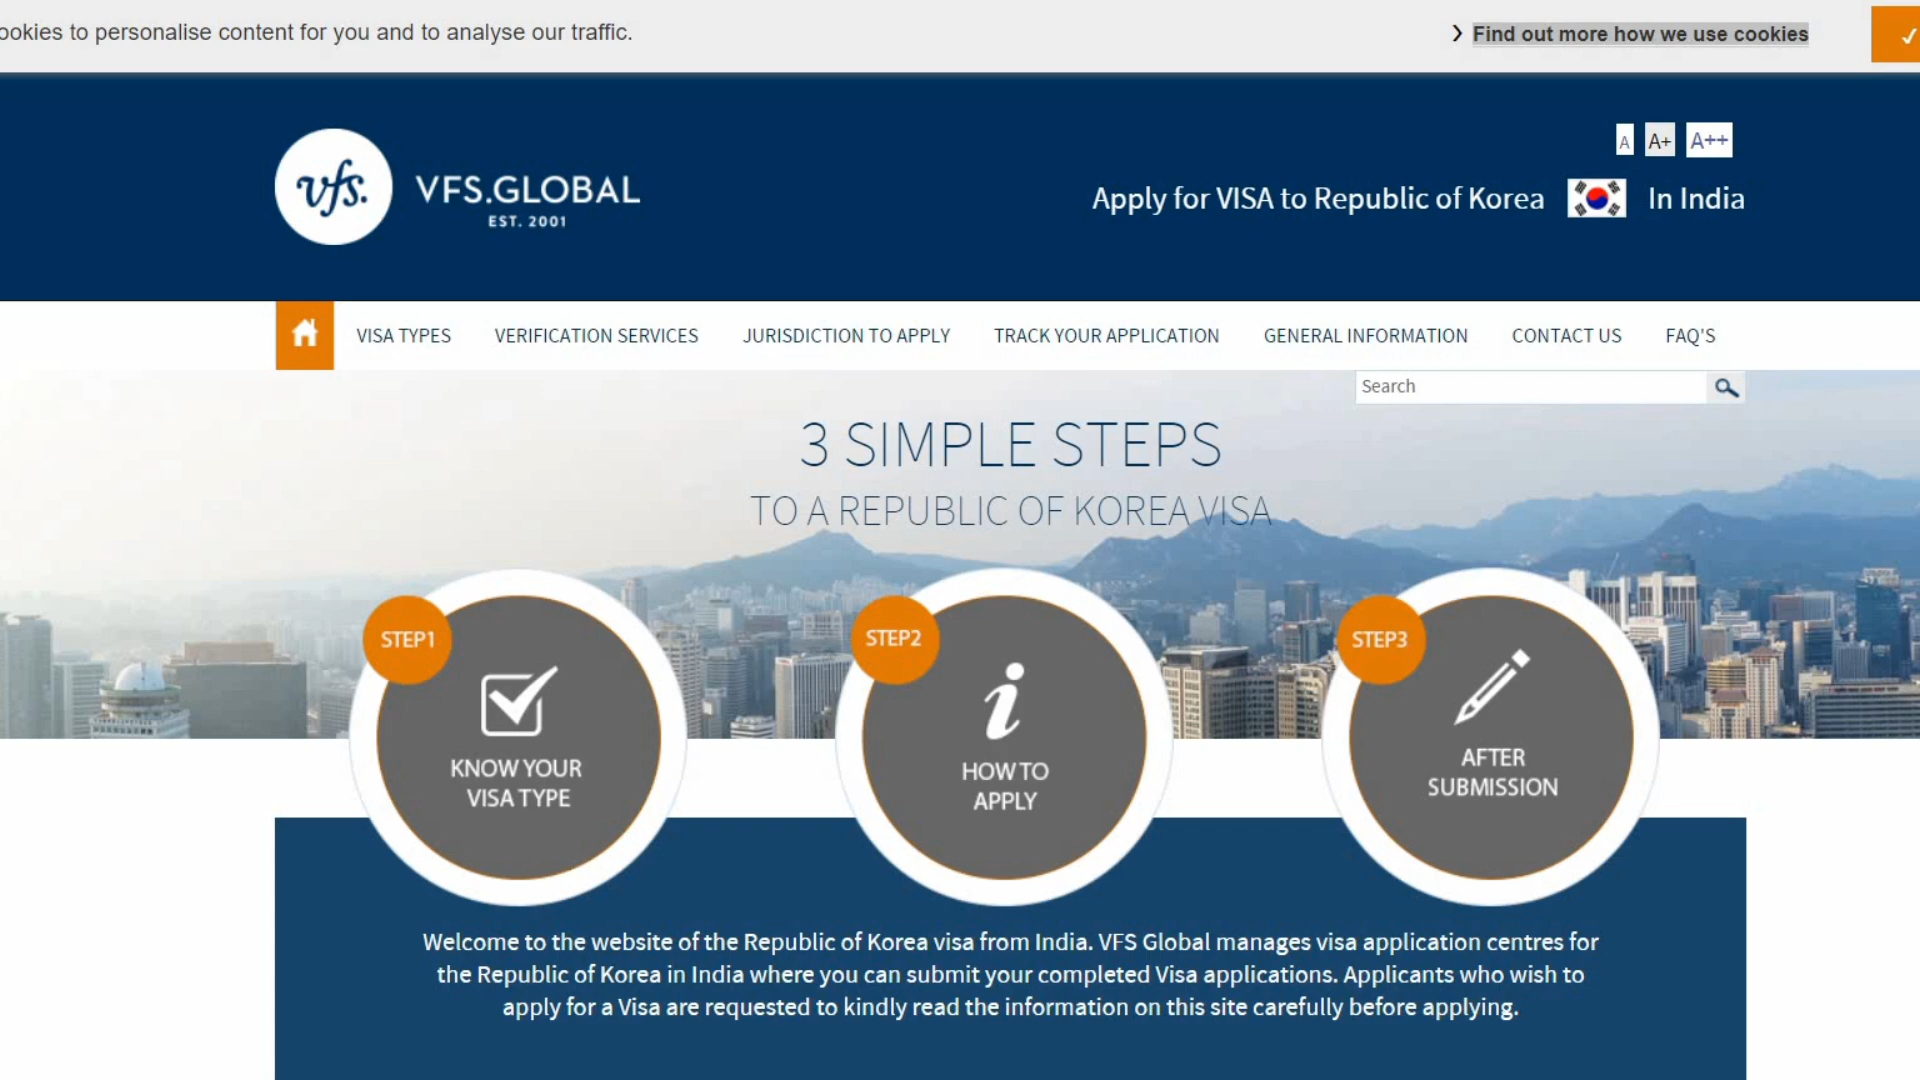 to personalise content for you and to analyse our traffic.
Find out more how we use cookies
A A+ A++
vfs. VFS.GLOBAL
EST. 2001
Apply for VISA to Republic of Korea In India
VISA TYPES VERIFICATION SERVICES JURISDICTION TO APPLY TRACK YOUR APPLICATION GENERAL INFORMATION CONTACT US FAQ'S
Search
3 SIMPLE STEPS
TO A REPUBLIC OF KOREA VISA
STEP1
KNOW YOUR
VISA TYPE
STEP2
HOW TO
APPLY
STEP3
AFTER
SUBMISSION
Welcome to the website of the Republic of Korea visa from India. VFS Global manages visa application centres for
the Republic of Korea in India where you can submit your completed Visa applications. Applicants who wish to
apply for a Visa are requested to kindly read the information on this site carefully before applying.